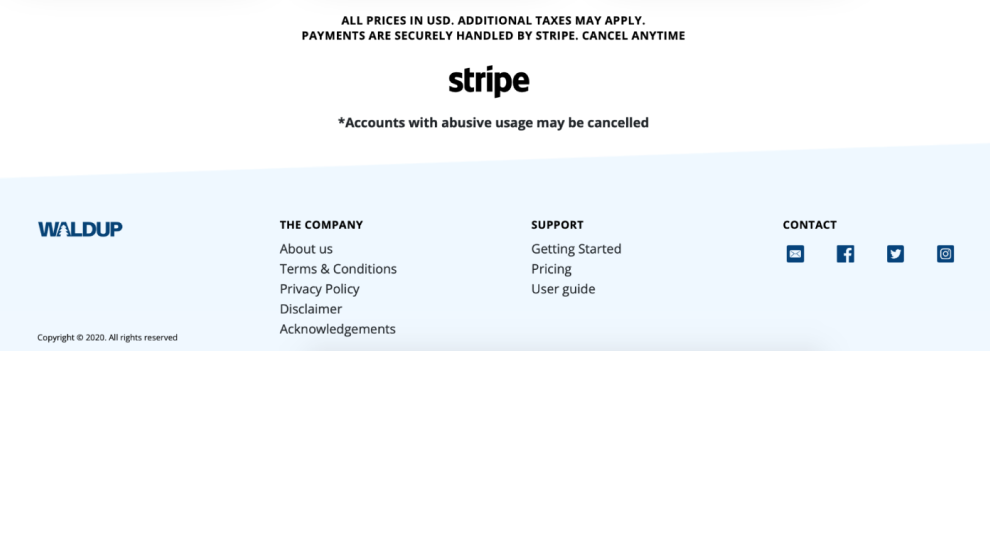 ALL PRICES IN USD. ADDITIONAL TAXES MAY APPLY.
PAYMENTS ARE SECURELY HANDLED BY STRIPE. CANCEL ANYTIME
stripe
*Accounts with abusive usage may be cancelled
WALDUP
Copyright © 2020. All rights reserved
THE COMPANY
About us
Terms & Conditions
Privacy Policy
Disclaimer
Acknowledgements
SUPPORT
Getting Started
Pricing
User guide
CONTACT